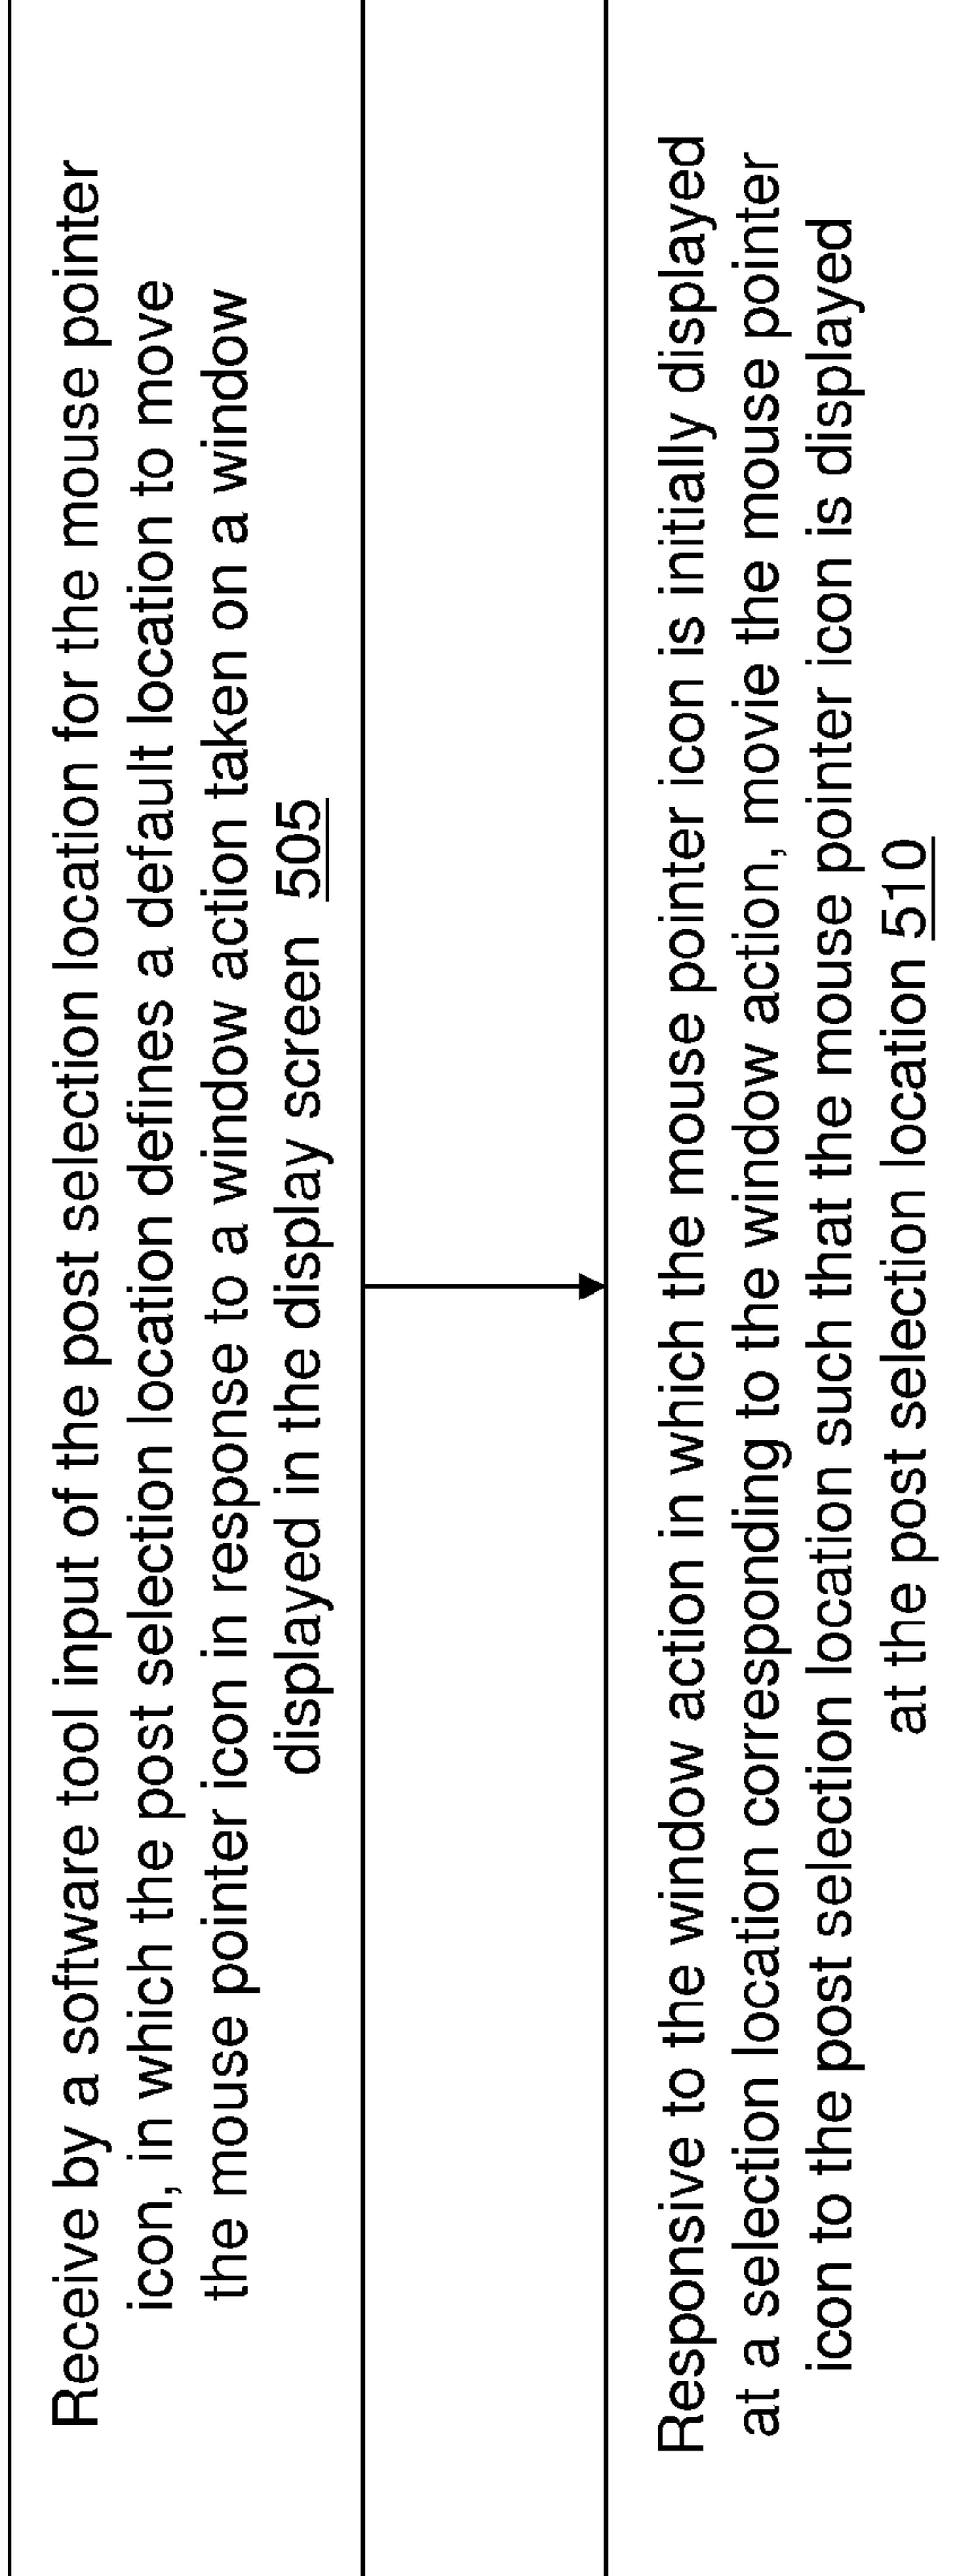 Receive by a software tool input of the post selection location for the mouse pointer
icon, in which the post selection location defines a default location to move
the mouse pointer icon in response to a window action taken on a window
displayed in the display screen 505
Responsive to the window action in which the mouse pointer icon is initially displayed
at a selection location corresponding to the window action, movie the mouse pointer
icon to the post selection location such that the mouse pointer icon is displayed
at the post selection location 510